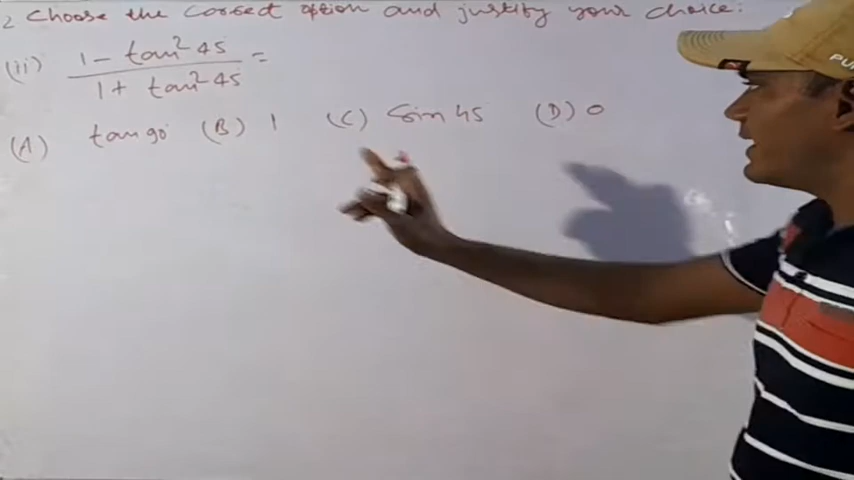 2 Choose the correct option and justify your choice:
(ii) 1 - tan² 45 / 1 + tan² 45 =
(A) tan 90 (B) 1 (C) Sin 45 (D) 0